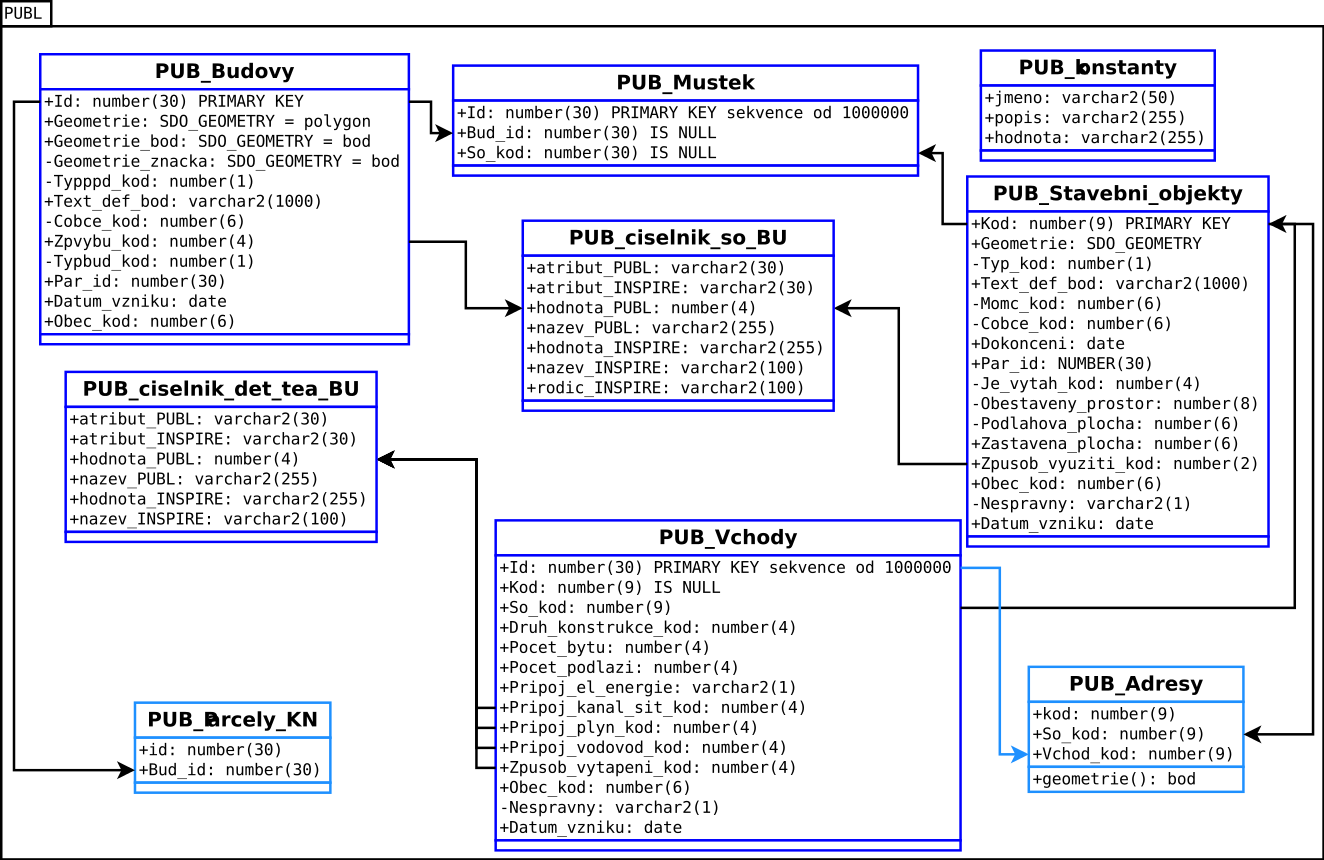 PUBL
PUB_Budovy
+Id: number(30) PRIMARY KEY
+Geometrie: SDO_GEOMETRY = polygon
+Geometrie_bod: SDO_GEOMETRY = bod
-Geometrie_znacka: SDO_GEOMETRY = bod
-Typppd_kod: number(1)
+Text_def_bod: varchar2(1000)
-Cobce_kod: number(6)
+Zpvybu_kod: number(4)
-Typbud_kod: number(1)
+Par_id: number(30)
+Datum_vzniku: date
+Obec_kod: number(6)
PUB_Mustek
+Id: number(30) PRIMARY KEY sekvence od 1000000
+Bud_id: number(30) IS NULL
+So_kod: number(30) IS NULL
PUB_konstanty
+jmeno: varchar2(50)
+popis: varchar2(255)
+hodnota: varchar2(255)
PUB_Stavebni_objekty
+Kod: number(9) PRIMARY KEY
+Geometrie: SDO_GEOMETRY
-Typ_kod: number(1)
+Text_def_bod: varchar2(1000)
-Momc_kod: number(6)
-Cobce_kod: number(6)
+Dokonceni: date
+Par_id: NUMBER(30)
-Je_vytah_kod: number(4)
-Obestaveny_prostor: number(8)
-Podlahova_plocha: number(6)
+Zastavena_plocha: number(6)
+Zpusob_vyuziti_kod: number(2)
+Obec_kod: number(6)
-Nespravny: varchar2(1)
+Datum_vzniku: date
PUB_ciselnik_so_BU
+atribut_PUBL: varchar2(30)
+atribut_INSPIRE: varchar2(30)
+hodnota_PUBL: number(4)
+nazev_PUBL: varchar2(255)
+hodnota_INSPIRE: varchar2(255)
+nazev_INSPIRE: varchar2(100)
+rodic_INSPIRE: varchar2(100)
PUB_ciselnik_det_tea_BU
+atribut_PUBL: varchar2(30)
+atribut_INSPIRE: varchar2(30)
+hodnota_PUBL: number(4)
+nazev_PUBL: varchar2(255)
+hodnota_INSPIRE: varchar2(255)
+nazev_INSPIRE: varchar2(100)
PUB_Vchody
+Id: number(30) PRIMARY KEY sekvence od 1000000
+Kod: number(9) IS NULL
+So_kod: number(9)
+Druh_konstrukce_kod: number(4)
+Pocet_bytu: number(4)
+Pocet_podlazi: number(4)
+Pripoj_el_energie: varchar2(1)
+Pripoj_kanal_sit_kod: number(4)
+Pripoj_plyn_kod: number(4)
+Pripoj_vodovod_kod: number(4)
+Zpusob_vytapeni_kod: number(4)
+Obec_kod: number(6)
-Nespravny: varchar2(1)
+Datum_vzniku: date
PUB_Parcely_KN
+id: number(30)
+Bud_id: number(30)
PUB_Adresy
+kod: number(9)
+So_kod: number(9)
+Vchod_kod: number(9)
+geometrie(): bod